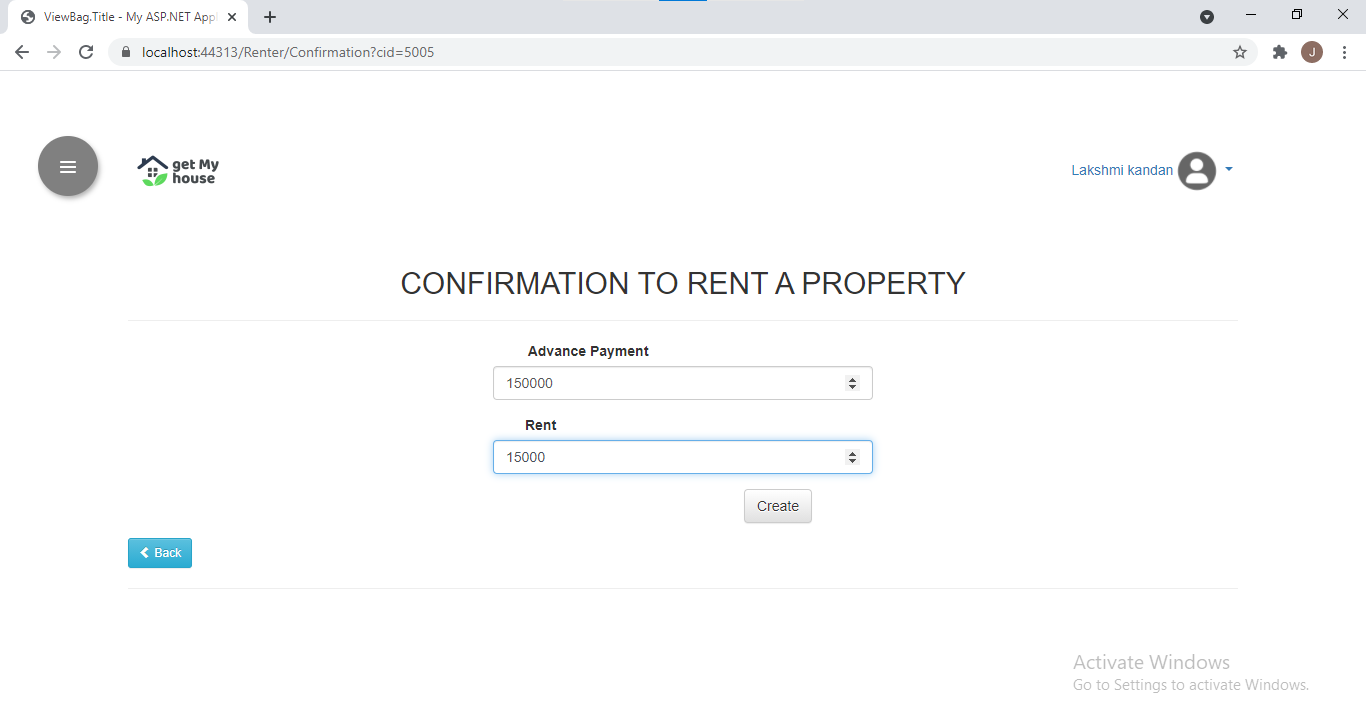 ViewBag.Title - My ASP.NET Appl
localhost:44313/Renter/Confirmation?cid=5005
J
get My
house
Lakshmi kandan
CONFIRMATION TO RENT A PROPERTY
Advance Payment
150000
Rent
15000
Create
Back
Activate Windows
Go to Settings to activate Windows.